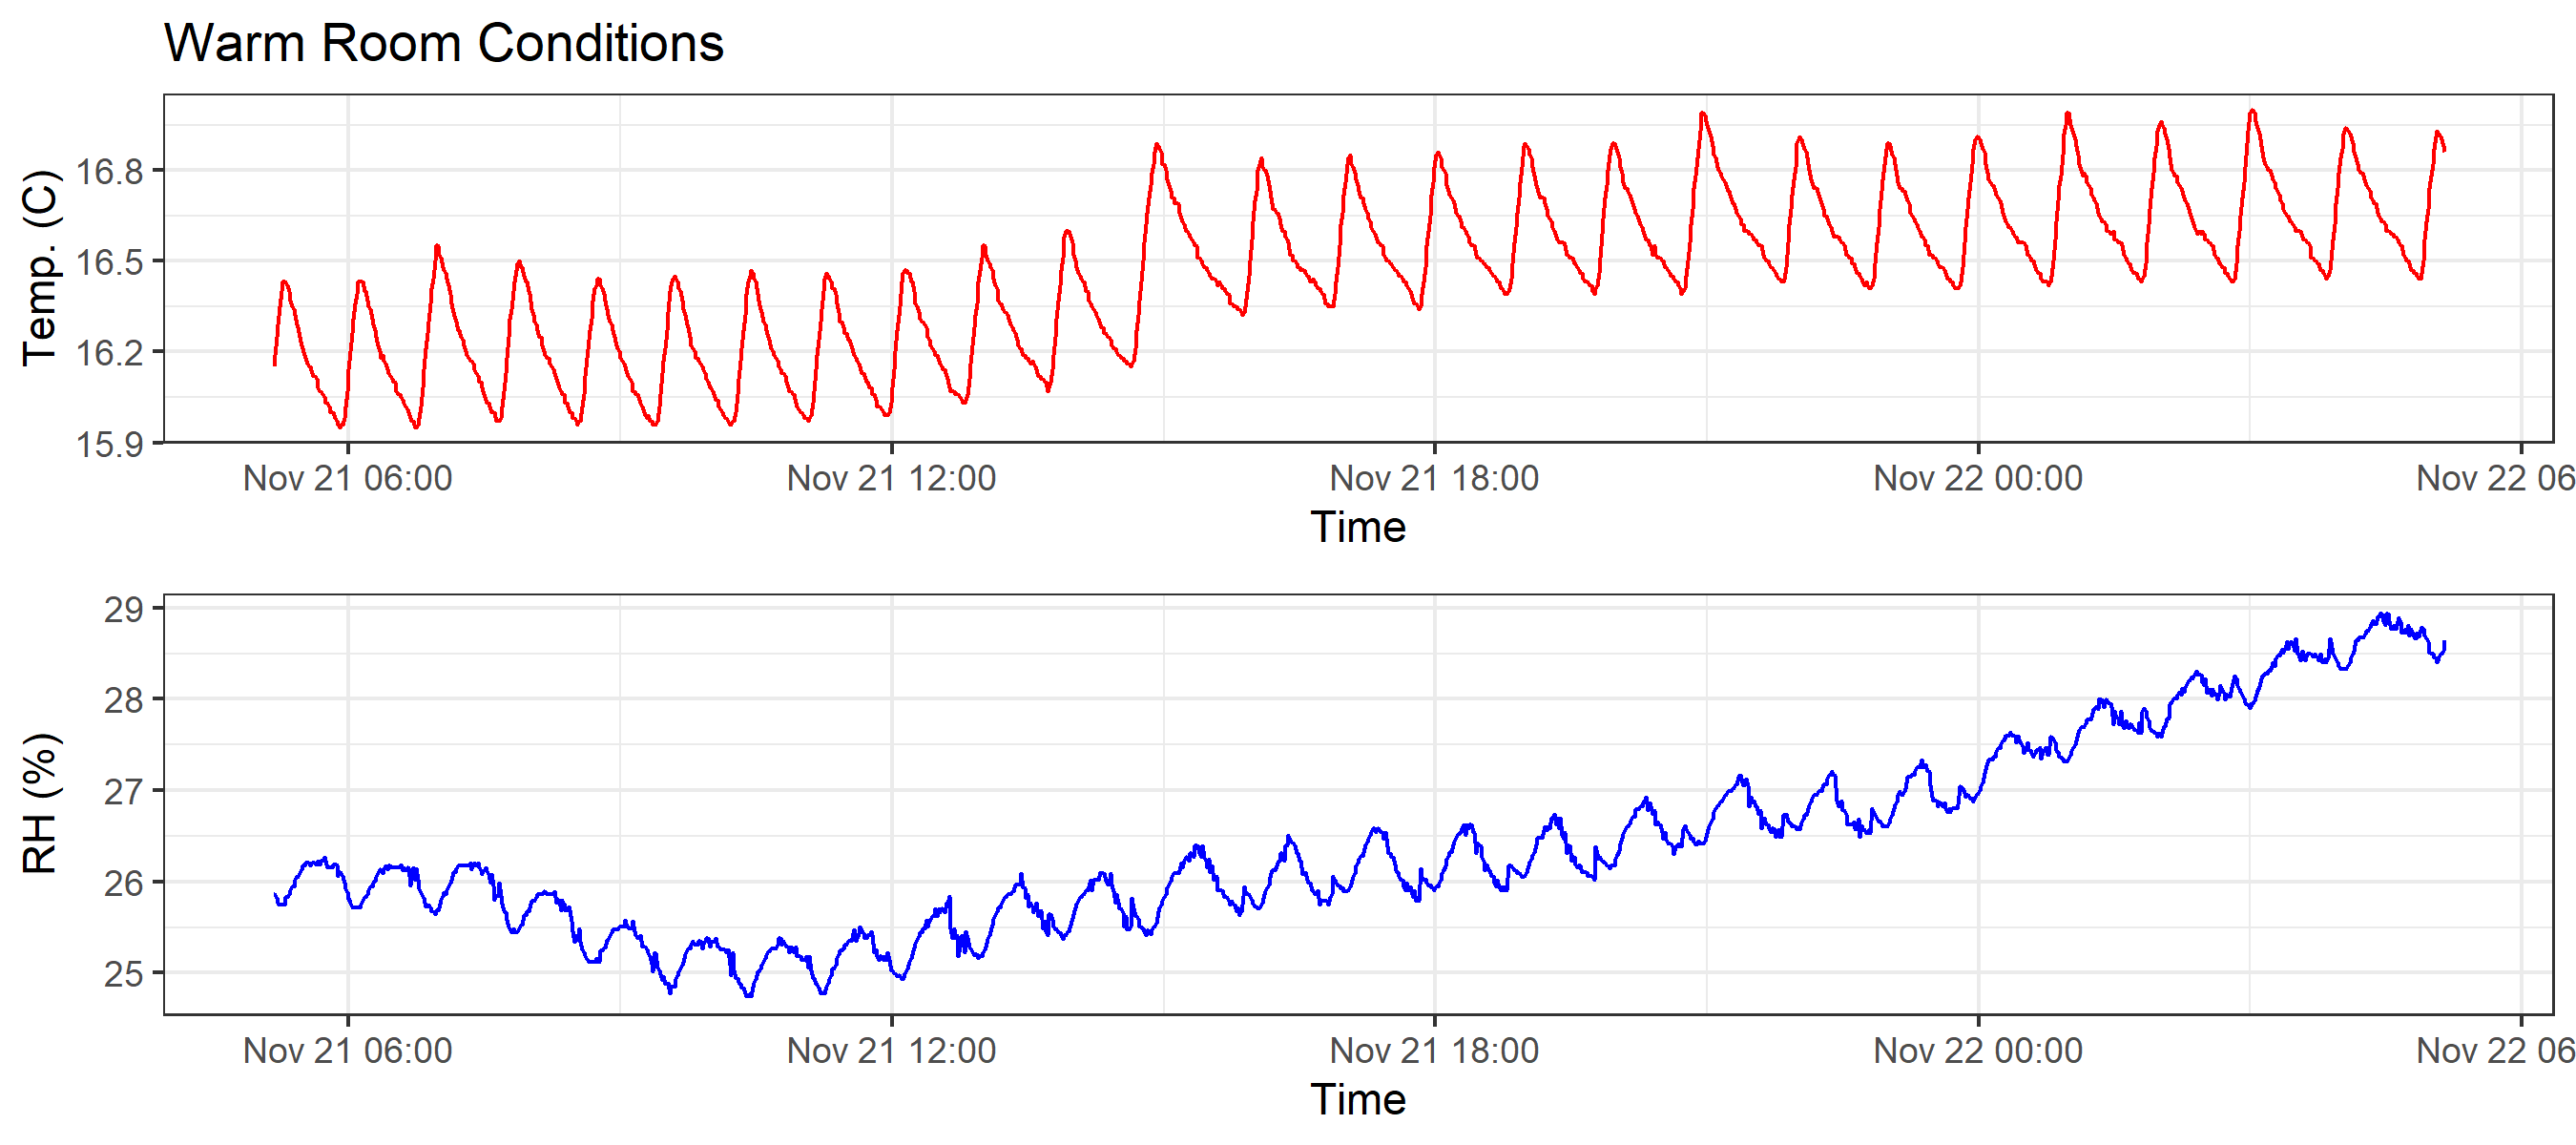 Warm Room Conditions
Temp. (C)
16.8
16.5
16.2
15.9
Nov 21 06:00 Nov 21 12:00 Nov 21 18:00 Nov 22 00:00 Nov 22 06
Time
RH (%)
29
28
27
26
25
Nov 21 06:00 Nov 21 12:00 Nov 21 18:00 Nov 22 00:00 Nov 22 06
Time